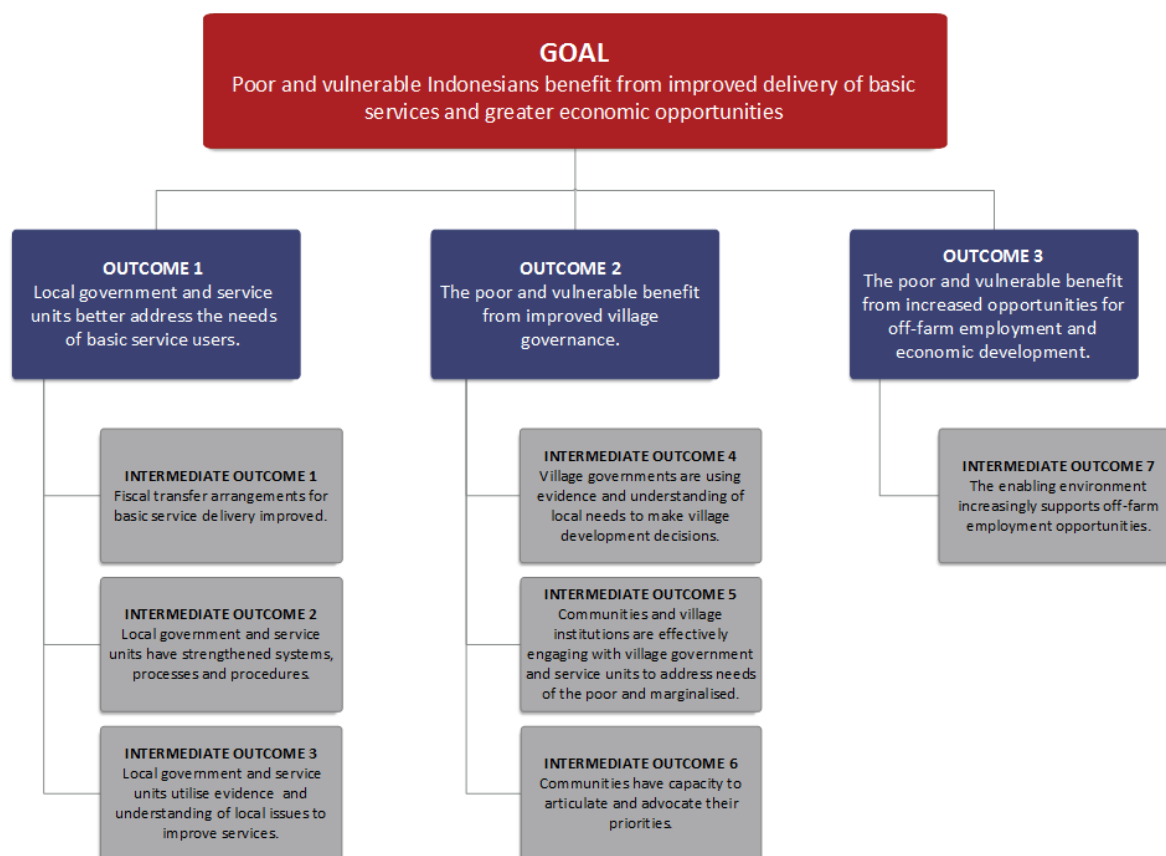 GOAL
Poor and vulnerable Indonesians benefit from improved delivery of basic
services and greater economic opportunities
OUTCOME 1
Local government and service
units better address the needs
of basic service users.
OUTCOME 2
The poor and vulnerable benefit
from improved village
governance.
OUTCOME 3
The poor and vulnerable benefit
from increased opportunities for
off-farm employment and
economic development.
INTERMEDIATE OUTCOME 1
Fiscal transfer arrangements for
basic service delivery improved.
INTERMEDIATE OUTCOME 2
Local government and service
units have strengthened systems,
processes and procedures.
INTERMEDIATE OUTCOME 3
Local government and service
units utilise evidence and
understanding of local issues to
improve services.
INTERMEDIATE OUTCOME 4
Village governments are using
evidence and understanding of
local needs to make village
development decisions.
INTERMEDIATE OUTCOME 5
Communities and village
institutions are effectively
engaging with village government
and service units to address needs
of the poor and marginalised.
INTERMEDIATE OUTCOME 6
Communities have capacity to
articulate and advocate their
priorities.
INTERMEDIATE OUTCOME 7
The enabling environment
increasingly supports off-farm
employment opportunities.